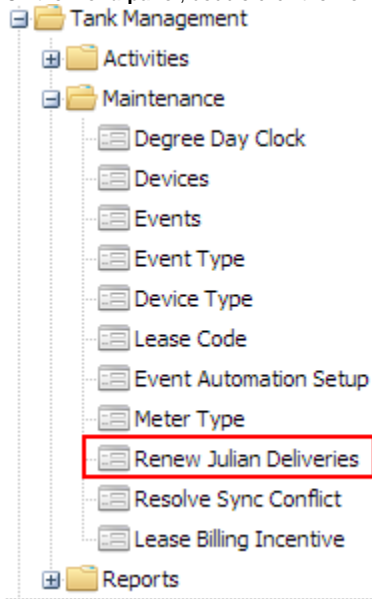 Tank Management
Activities
Maintenance
Degree Day Clock
Devices
Events
Event Type
Device Type
Lease Code
Event Automation Setup
Meter Type
Renew Julian Deliveries
Resolve Sync Conflict
Lease Billing Incentive
Reports